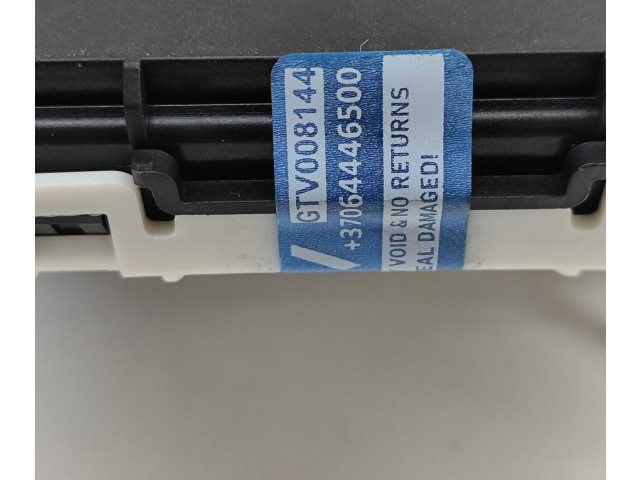 GTV008144
+37064446500
VOID & NO RETURNS
EAL DAMAGED!